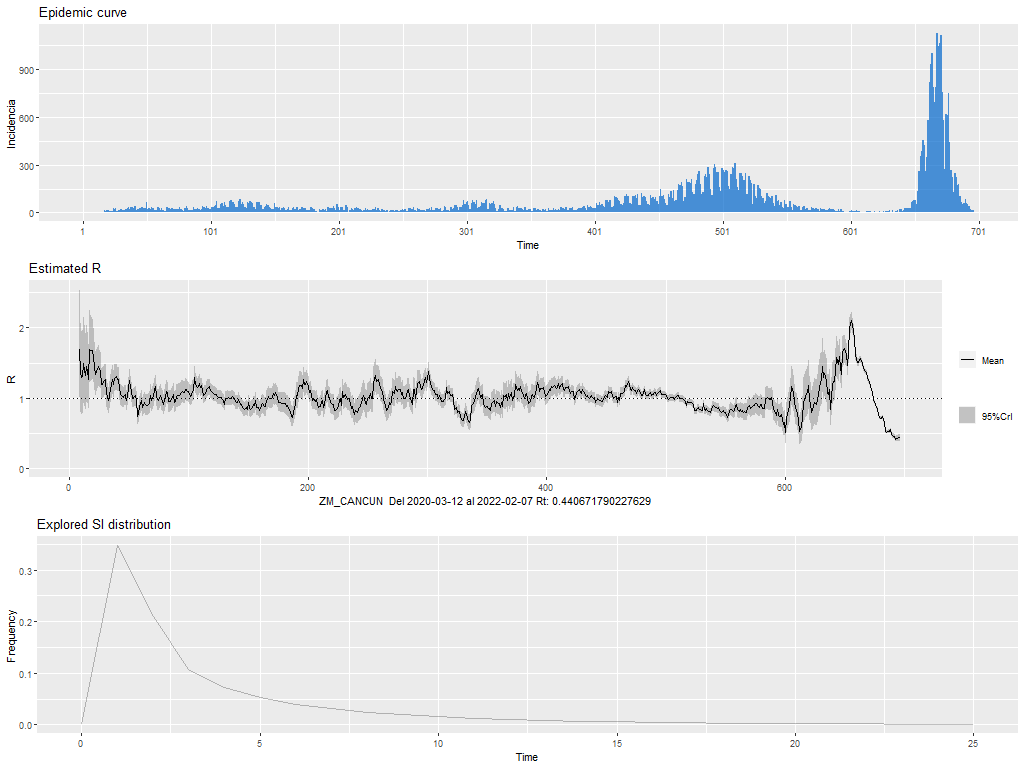 Epidemic curve
Incidencia
900
600
300
0
1 101 201 301 401 501 601 701
Time
Estimated R
R
2
1
0
Mean
95%CrI
0 200 400 600
ZM_CANCUN Del 2020-03-12 al 2022-02-07 Rt: 0.440671790227629
Explored SI distribution
Frequency
0.3
0.2
0.1
0.0
0 5 10 15 20 25
Time